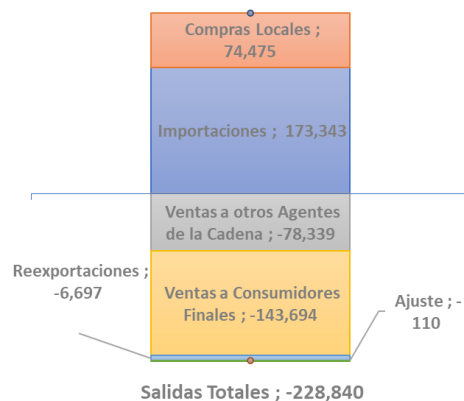 Compras Locales ;
74,475
Importaciones ; 173,343
Ventas a otros Agentes
de la Cadena ; -78,339
Reexportaciones ;
-6,697
Ventas a Consumidores
Finales ; -143,694
Ajuste ; -
110
Salidas Totales ; -228,840